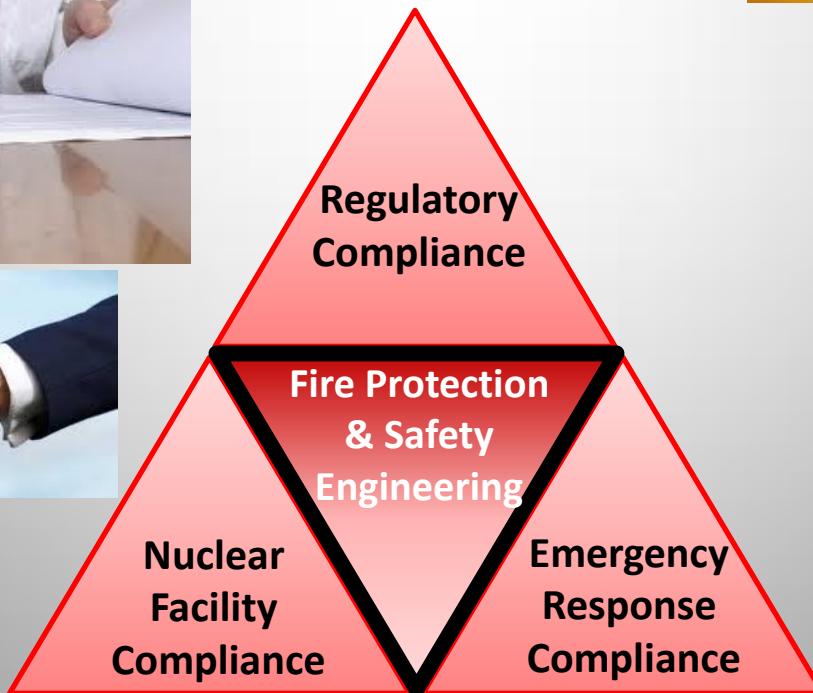 Regulatory
Compliance
Fire Protection
& Safety
Engineering
Nuclear
Facility
Compliance
Emergency
Response
Compliance